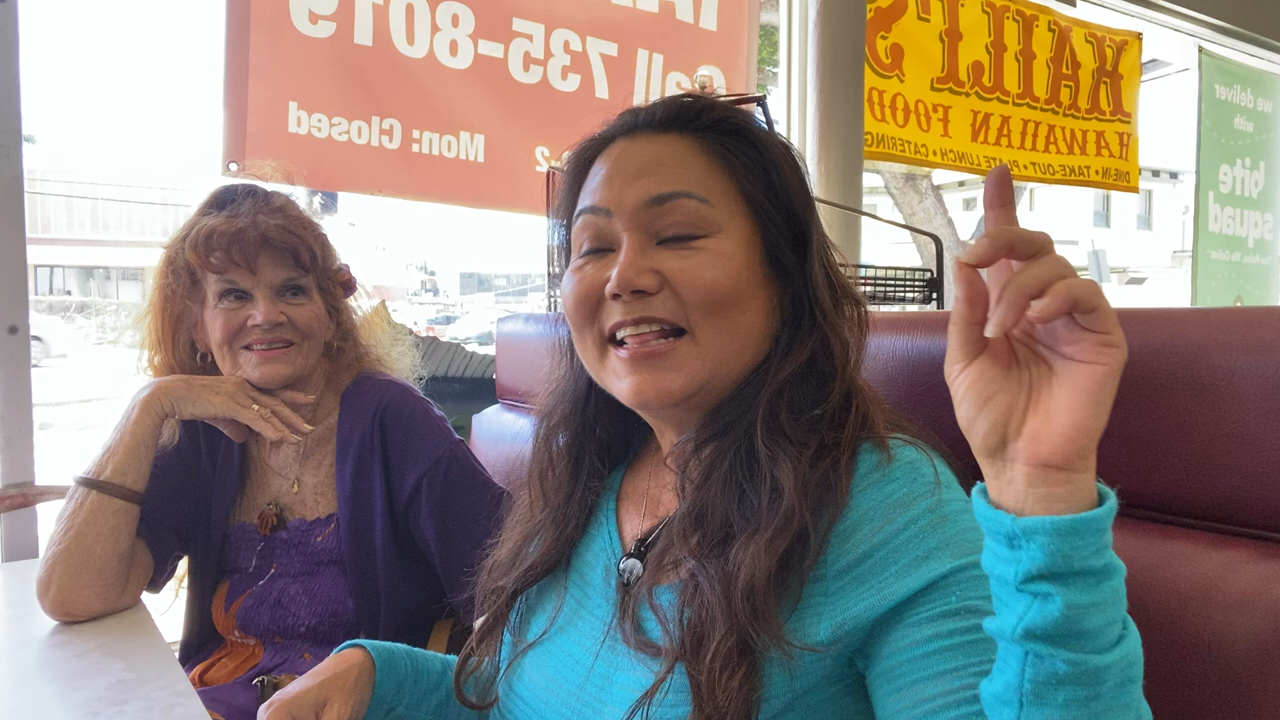 Call 735-8019
Mon: Closed
HAILI'S
HAWAIIAN FOOD
DINE-IN • TAKE-OUT • PLATE LUNCH • CATERING
we deliver
with
bite
squad